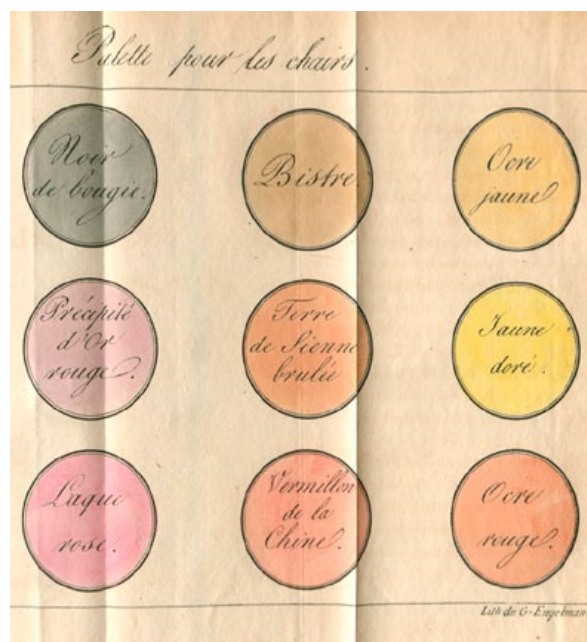 Palette pour les chairs.
Noir
de bougie.
Bistre.
Ocre
jaune
Précipité
d'Or
rouge.
Terre
de Sienne
brulée
Jaune
doré.
Laque
rose.
Vermillon
de la
Chine.
Ocre
rouge.
Lith de G-Engelmann